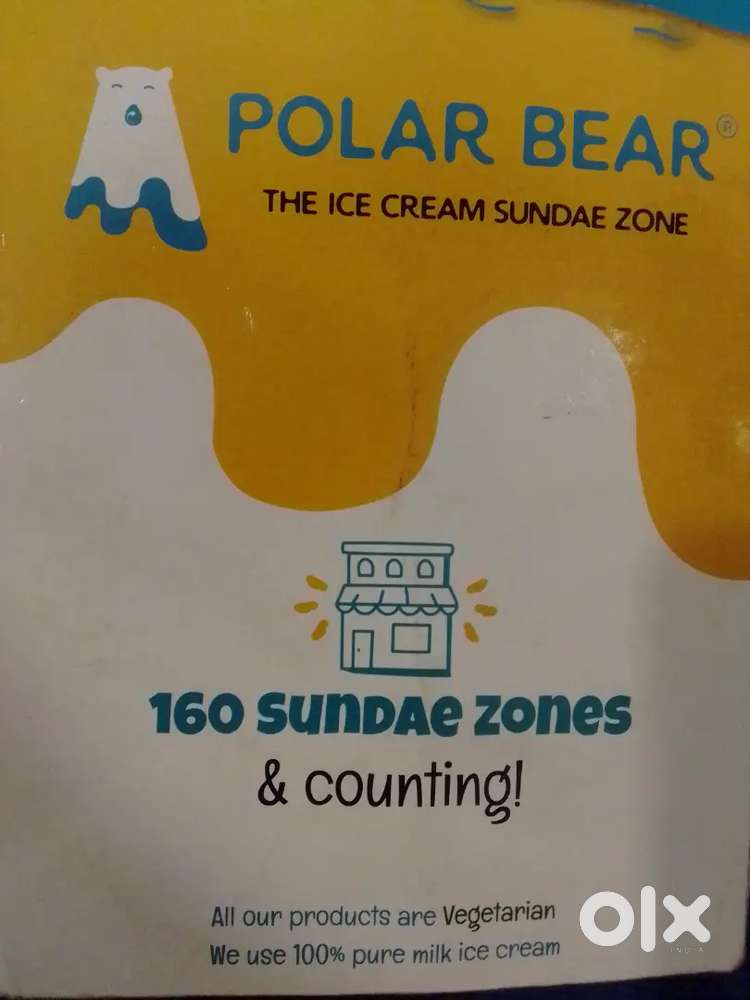 POLAR BEAR®
THE ICE CREAM SUNDAE ZONE
160 SunDAe zones
& counting!
All our products are Vegetarian
We use 100% pure milk ice cream
olx
INDIA